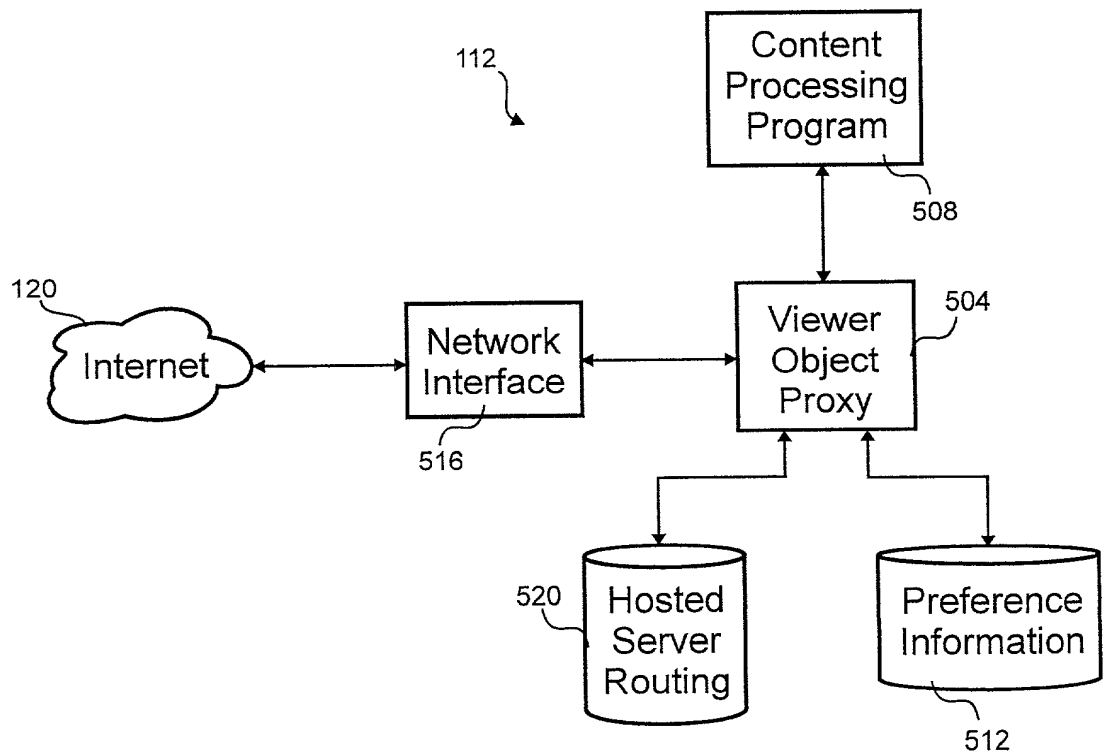 Content
Processing
Program
508
112
120
Internet
Network
Interface
516
Viewer
Object
Proxy
504
520
Hosted
Server
Routing
Preference
Information
512